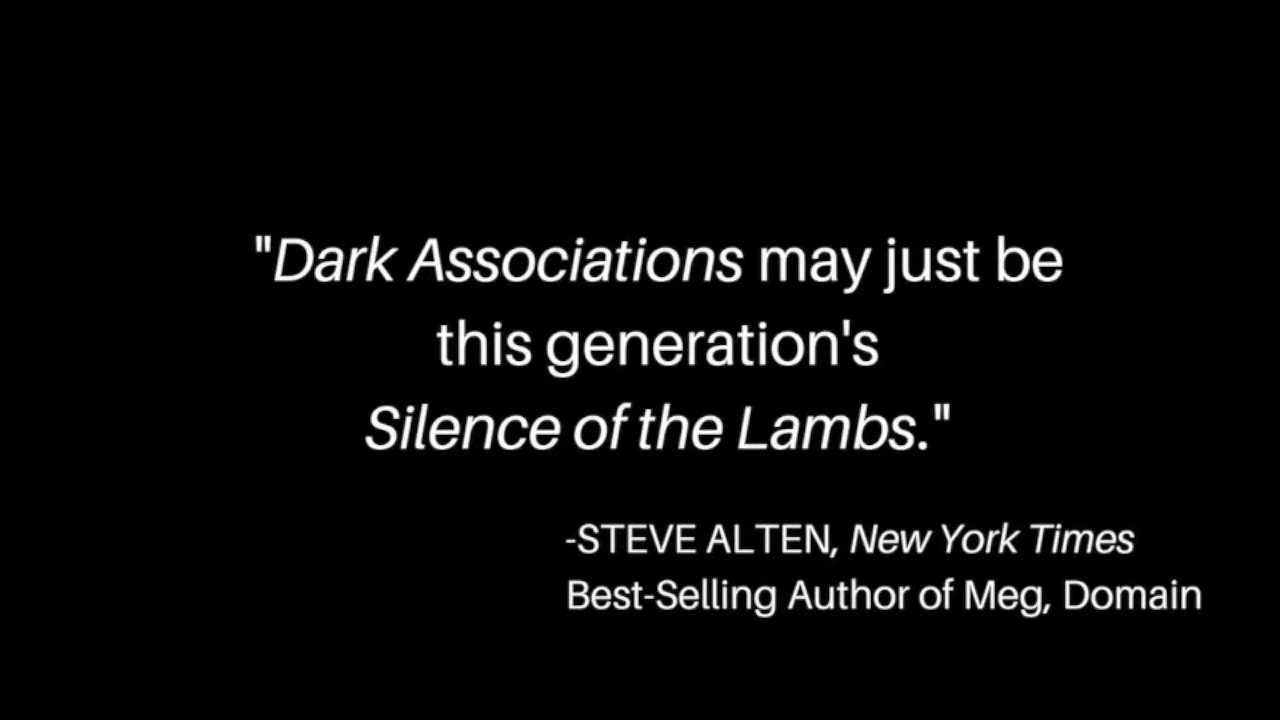 "Dark Associations may just be
this generation's
Silence of the Lambs."
-STEVE ALTEN, New York Times
Best-Selling Author of Meg, Domain